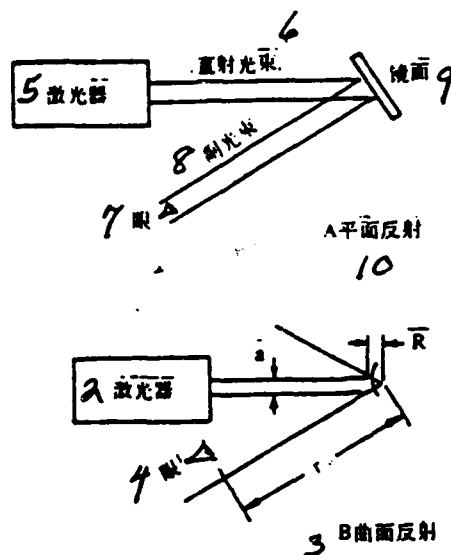 直射光束 6
5 激光器
镜面 9
8 副光束
7 眼
A平面反射
10
a
R
2 激光器
4 眼
r
3 B曲面反射